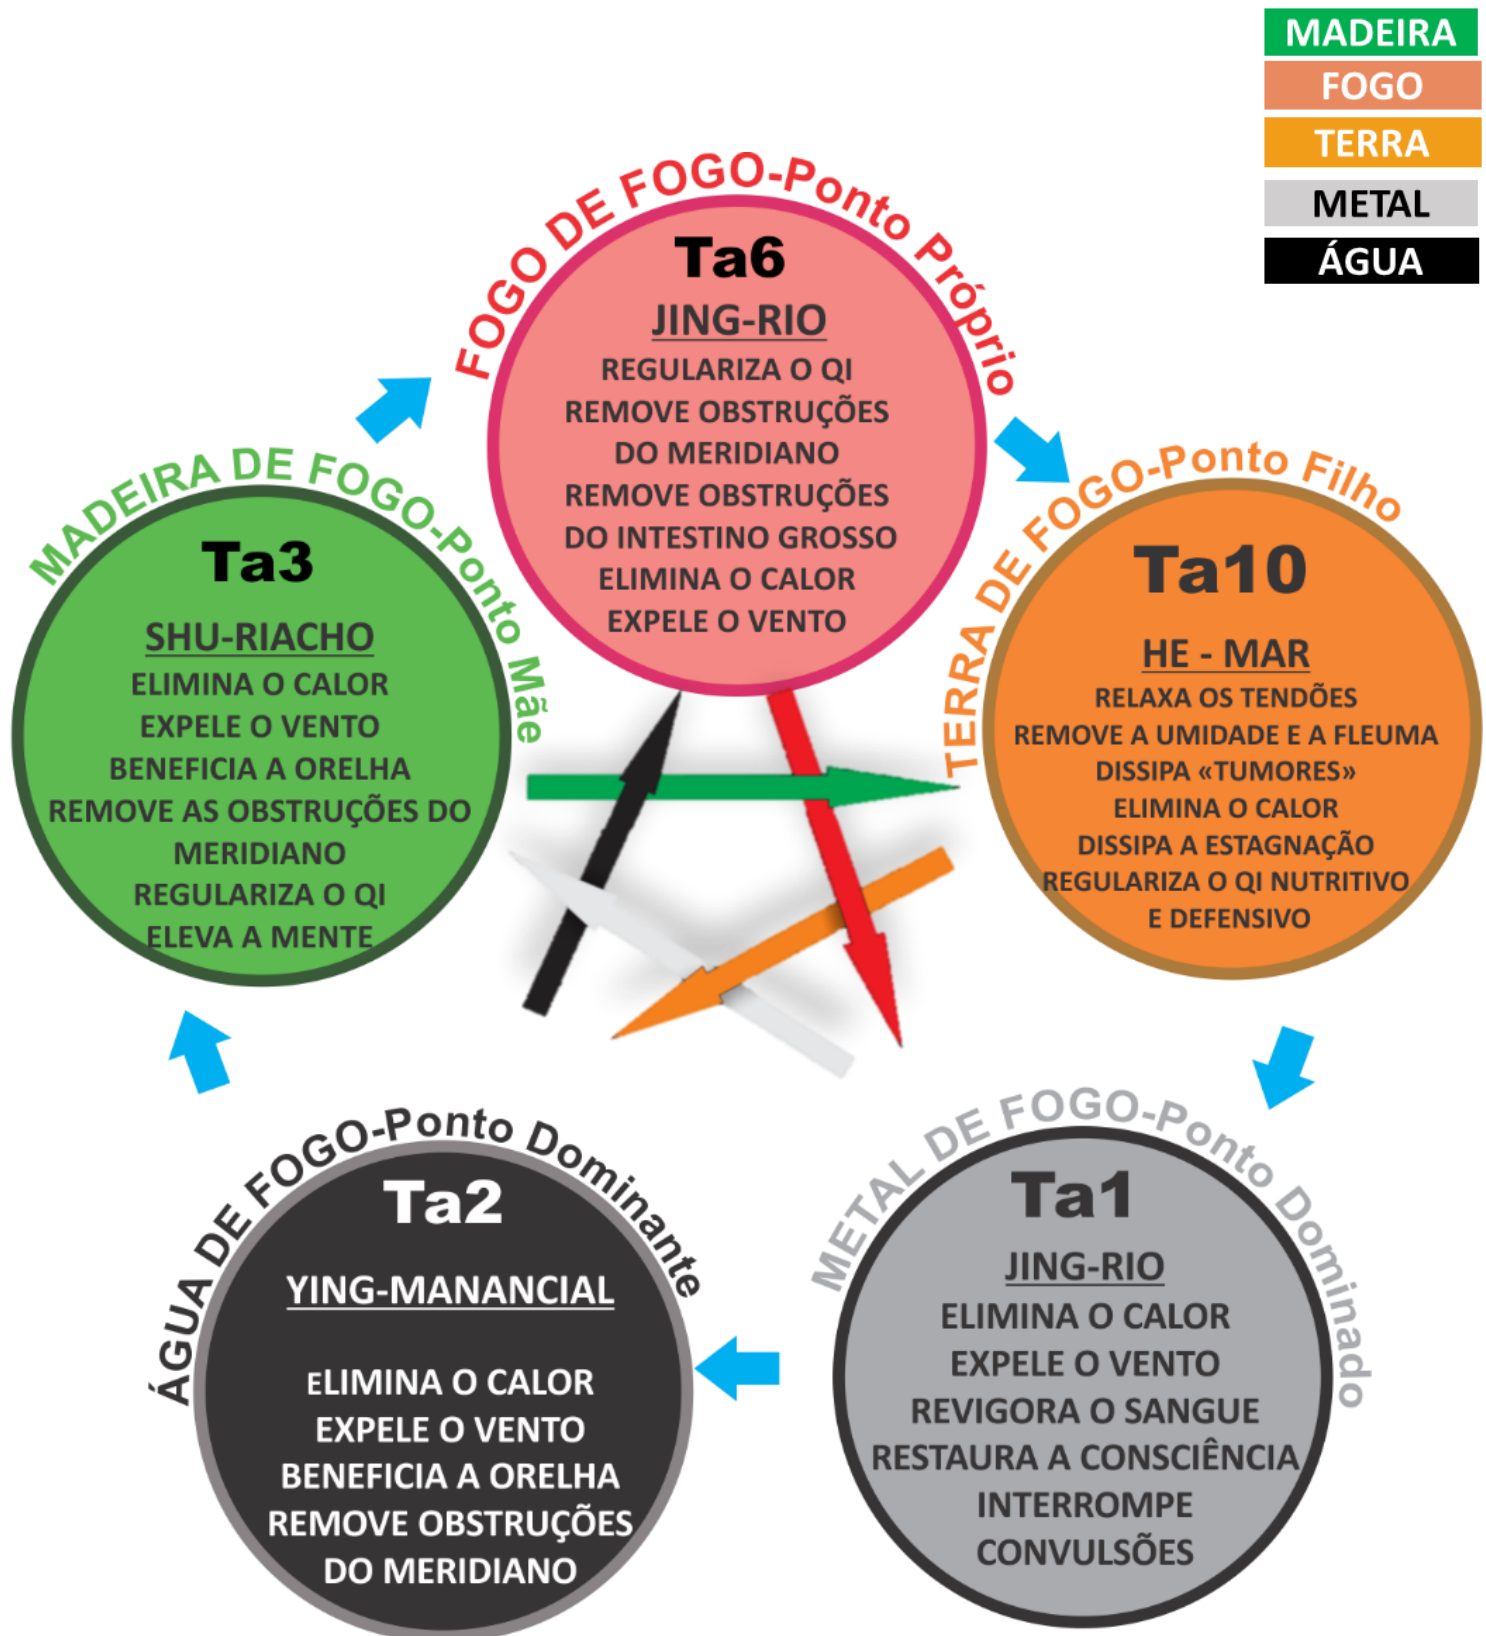 MADEIRA
FOGO
TERRA
METAL
ÁGUA
FOGO DE FOGO-Ponto Próprio
Ta6
JING-RIO
REGULARIZA O QI
REMOVE OBSTRUÇÕES
DO MERIDIANO
REMOVE OBSTRUÇÕES
DO INTESTINO GROSSO
ELIMINA O CALOR
EXPELE O VENTO
MADEIRA DE FOGO-Ponto Mãe
Ta3
SHU-RIACHO
ELIMINA O CALOR
EXPELE O VENTO
BENEFICIA A ORELHA
REMOVE AS OBSTRUÇÕES DO
MERIDIANO
REGULARIZA O QI
ELEVA A MENTE
TERRA DE FOGO-Ponto Filho
Ta10
HE - MAR
RELAXA OS TENDÕES
REMOVE A UMIDADE E A FLEUMA
DISSIPA «TUMORES»
ELIMINA O CALOR
DISSIPA A ESTAGNAÇÃO
REGULARIZA O QI NUTRITIVO
E DEFENSIVO
ÁGUA DE FOGO-Ponto Dominante
Ta2
YING-MANANCIAL
ELIMINA O CALOR
EXPELE O VENTO
BENEFICIA A ORELHA
REMOVE OBSTRUÇÕES
DO MERIDIANO
METAL DE FOGO-Ponto Dominado
Ta1
JING-RIO
ELIMINA O CALOR
EXPELE O VENTO
REVIGORA O SANGUE
RESTAURA A CONSCIÊNCIA
INTERROMPE
CONVULSÕES